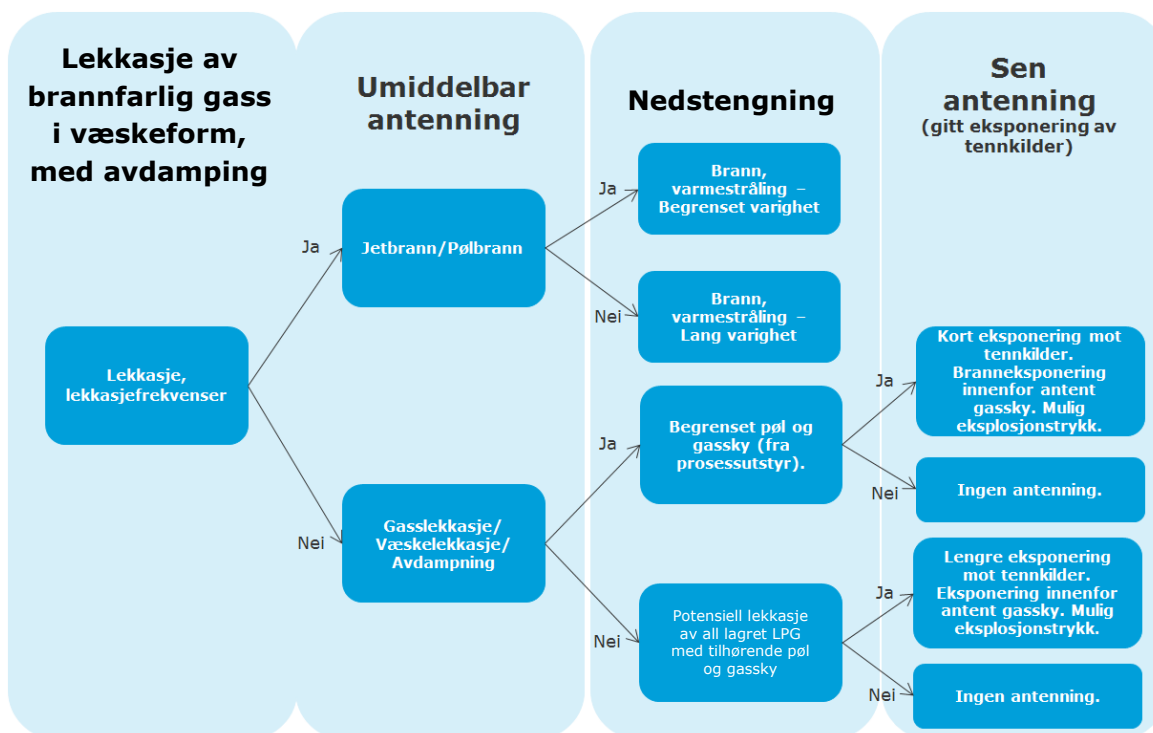 Lekkasje av
brannfarlig gass
i væskeform,
med avdamping
Umiddelbar
antenning
Nedstengning
Sen
antenning
(gitt eksponering av
tennkilder)
Lekkasje,
lekkasjefrekvenser
Ja
Nei
Jetbrann/Pølbrann
Gasslekkasje/
Væskelekkasje/
Avdampning
Ja
Nei
Ja
Nei
Brann,
varmestråling –
Begrenset varighet
Brann,
varmestråling –
Lang varighet
Begrenset pøl og
gassky (fra
prosessutstyr).
Potensiell lekkasje
av all lagret LPG
med tilhørende pøl
og gassky
Ja
Nei
Ja
Nei
Kort eksponering mot
tennkilder.
Branneksponering
innenfor antent
gassky. Mulig
eksplosjonstrykk.
Ingen antenning.
Lengre eksponering
mot tennkilder.
Eksponering innenfor
antent gassky. Mulig
eksplosjonstrykk.
Ingen antenning.